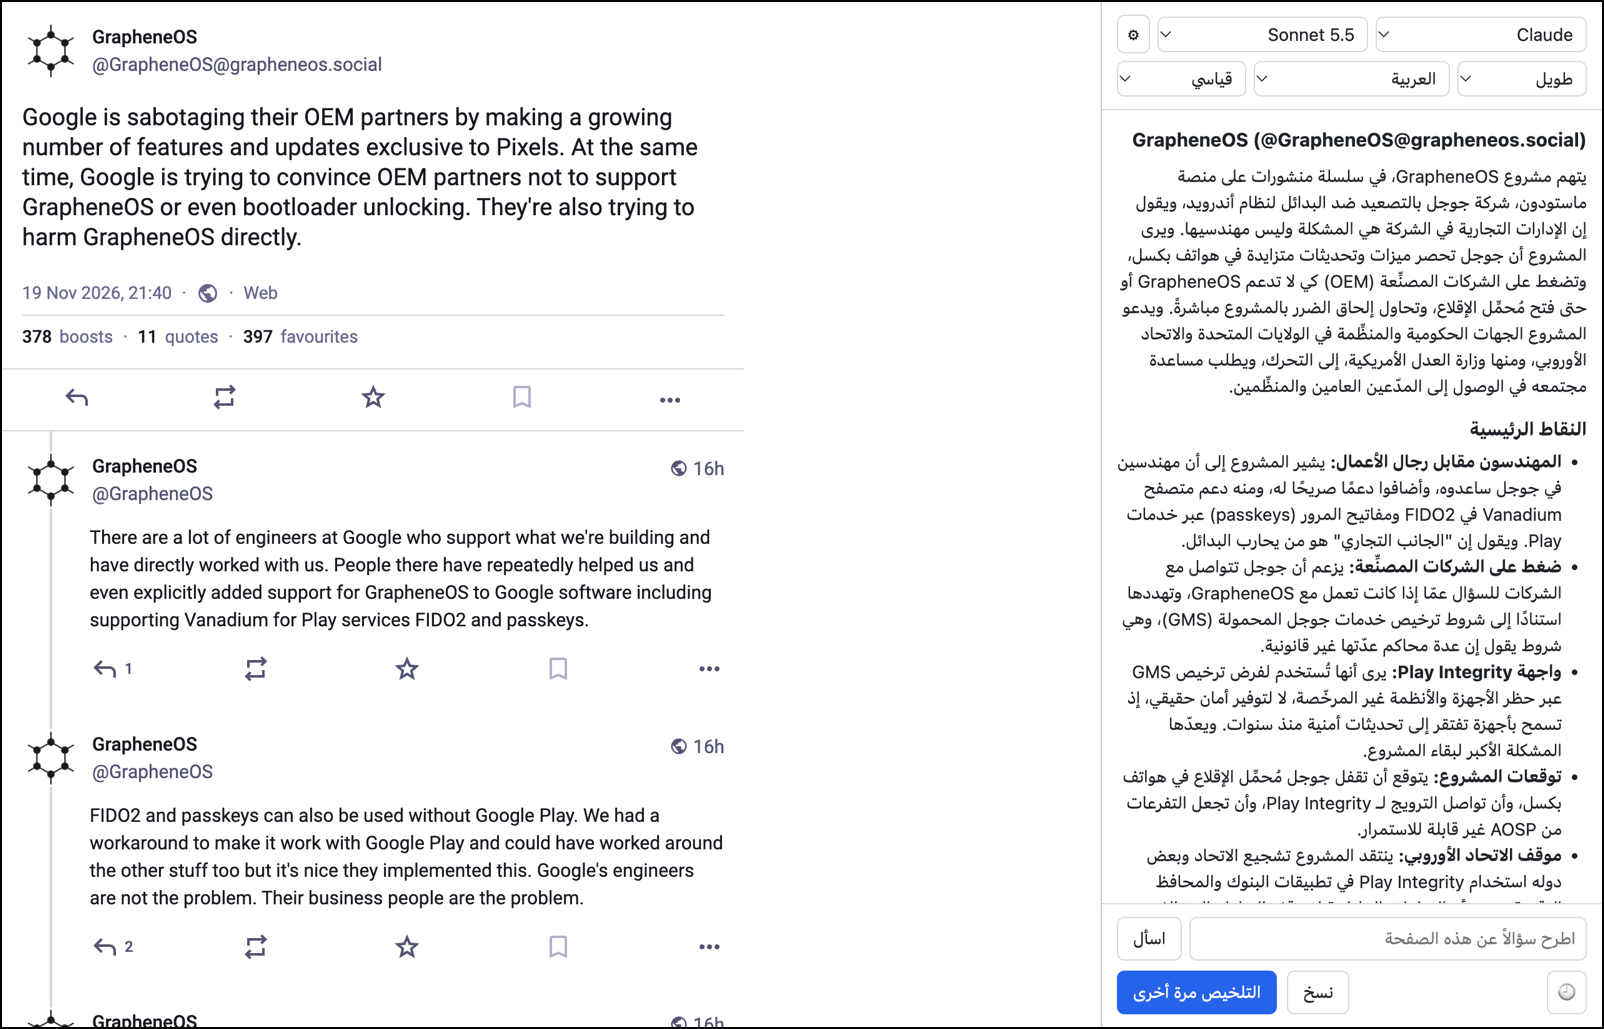 GrapheneOS
@GrapheneOS@grapheneos.social
Google is sabotaging their OEM partners by making a growing
number of features and updates exclusive to Pixels. At the same
time, Google is trying to convince OEM partners not to support
GrapheneOS or even bootloader unlocking. They're also trying to
harm GrapheneOS directly.
19 Nov 2026, 21:40 · · Web
378 boosts · 11 quotes · 397 favourites
GrapheneOS
16h
@GrapheneOS
There are a lot of engineers at Google who support what we're building and
have directly worked with us. People there have repeatedly helped us and
even explicitly added support for GrapheneOS to Google software including
supporting Vanadium for Play services FIDO2 and passkeys.
1
GrapheneOS
16h
@GrapheneOS
FIDO2 and passkeys can also be used without Google Play. We had a
workaround to make it work with Google Play and could have worked around
the other stuff too but it's nice they implemented this. Google's engineers
are not the problem. Their business people are the problem.
2
GrapheneOS
16h
Claude
Sonnet 5.5
طويل
العربية
قياسي
GrapheneOS (@GrapheneOS@grapheneos.social)
يتهم مشروع GrapheneOS، في سلسلة منشورات على منصة
ماستودون، شركة جوجل بالتصعيد ضد البدائل لنظام أندرويد، ويقول
إن الإدارات التجارية في الشركة هي المشكلة وليس مهندسيها. ويرى
المشروع أن جوجل تحصر ميزات وتحديثات متزايدة في هواتف بكسل،
وتضغط على الشركات المصنِّعة (OEM) كي لا تدعم GrapheneOS أو
حتى فتح مُحمِّل الإقلاع، وتحاول إلحاق الضرر بالمشروع مباشرةً. ويدعو
المشروع الجهات الحكومية والمنظِّمة في الولايات المتحدة والاتحاد
الأوروبي، ومنها وزارة العدل الأمريكية، إلى التحرك، ويطلب مساعدة
مجتمعه في الوصول إلى المدّعين العامين والمنظِّمين.
النقاط الرئيسية
• المهندسون مقابل رجال الأعمال: يشير المشروع إلى أن مهندسين
في جوجل ساعدوه، وأضافوا دعمًا صريحًا له، ومنه دعم متصفح
Vanadium في FIDO2 ومفاتيح المرور (passkeys) عبر خدمات
Play. ويقول إن "الجانب التجاري" هو من يحارب البدائل.
• ضغط على الشركات المصنِّعة: يزعم أن جوجل تتواصل مع
الشركات للسؤال عمّا إذا كانت تعمل مع GrapheneOS، وتهددها
استنادًا إلى شروط ترخيص خدمات جوجل المحمولة (GMS)، وهي
شروط يقول إن عدة محاكم عدّتها غير قانونية.
• واجهة Play Integrity: يرى أنها تُستخدم لفرض ترخيص GMS
عبر حظر الأجهزة والأنظمة غير المرخّصة، لا لتوفير أمان حقيقي، إذ
تسمح بأجهزة تفتقر إلى تحديثات أمنية منذ سنوات. ويعدّها
المشكلة الأكبر لبقاء المشروع.
• توقعات المشروع: يتوقع أن تقفل جوجل مُحمِّل الإقلاع في هواتف
بكسل، وأن تواصل الترويج لـ Play Integrity، وأن تجعل التفرعات
من AOSP غير قابلة للاستمرار.
• موقف الاتحاد الأوروبي: ينتقد المشروع تشجيع الاتحاد وبعض
دوله استخدام Play Integrity في تطبيقات البنوك والمحافظ
اطرح سؤالاً عن هذه الصفحة
اسأل
نسخ
التلخيص مرة أخرى